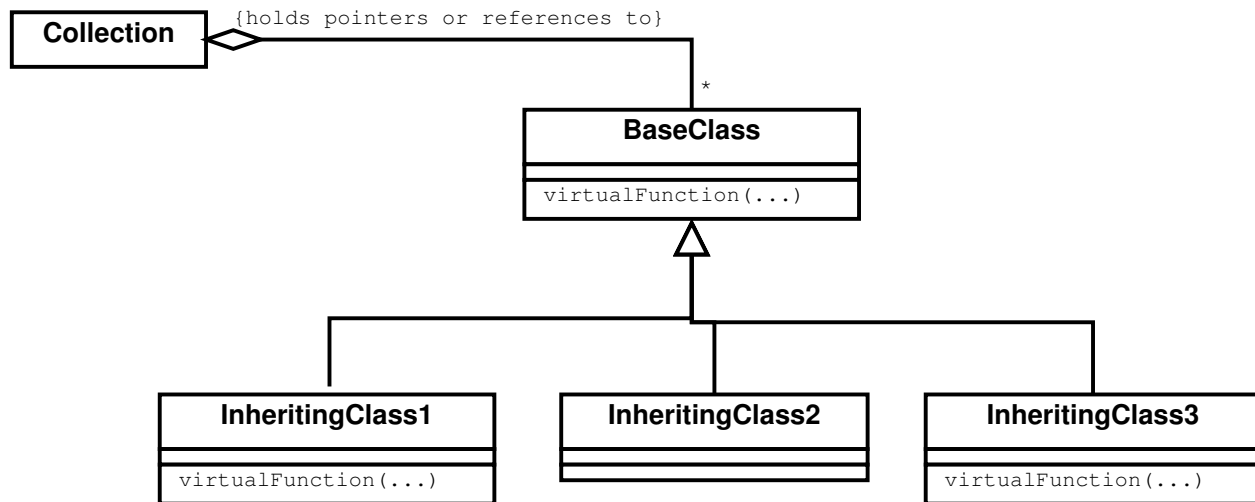 {holds pointers or references to}
Collection
*
BaseClass
virtualFunction(...)
InheritingClass1
InheritingClass2
InheritingClass3
virtualFunction(...)
virtualFunction(...)